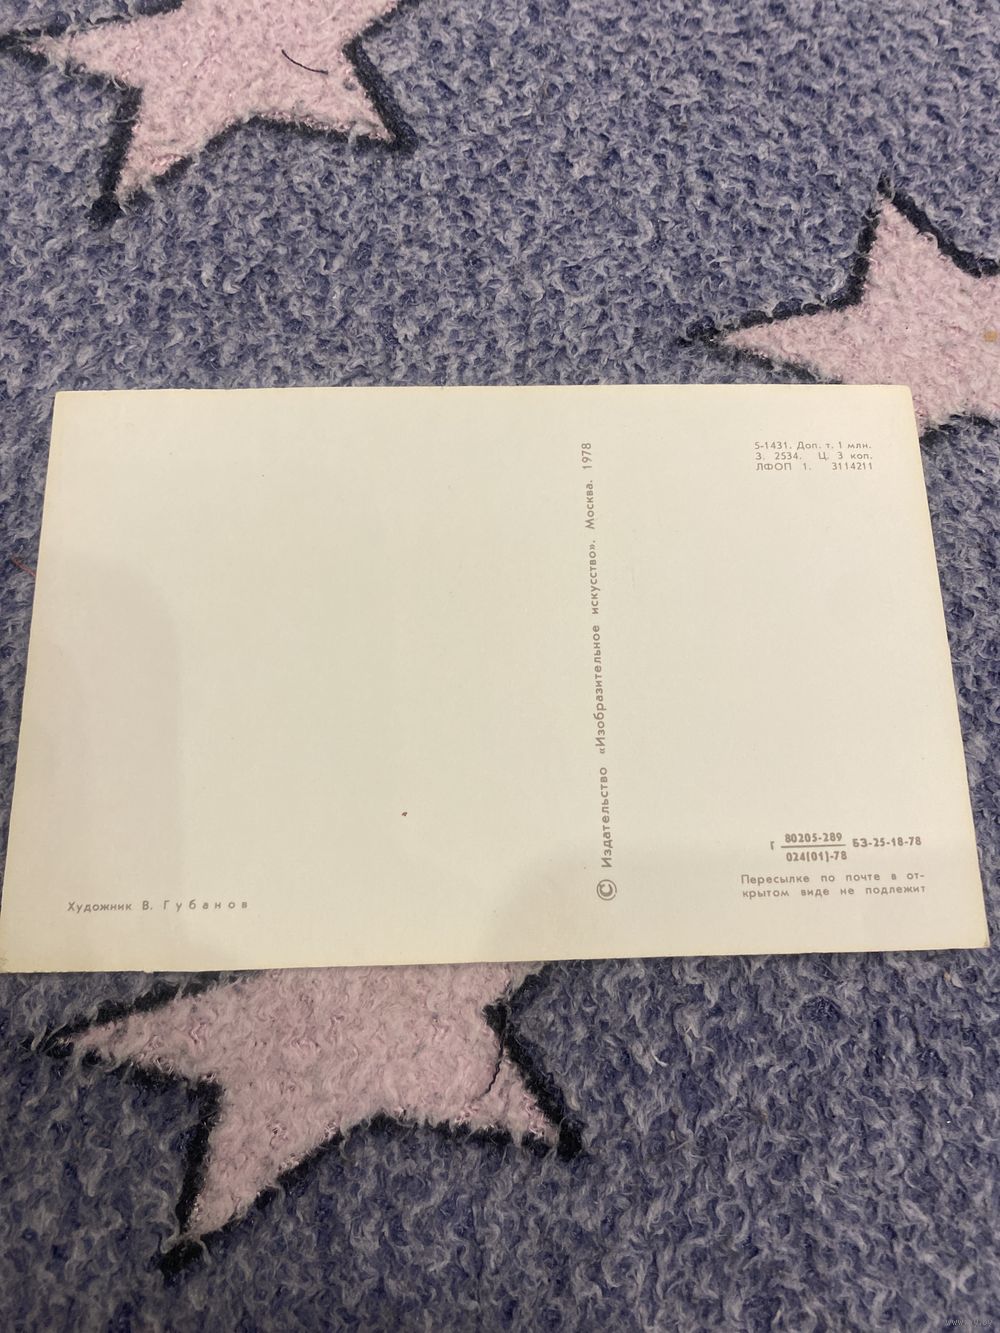 5-1431. Доп. т. 1 млн.
З. 2534. Ц. 3 коп.
ЛФОП 1. 3114211
© Издательство «Изобразительное искусство». Москва. 1978
Г 80205-289 БЗ-25-18-78
024(01)-78
Пересылке по почте в от-
крытом виде не подлежит
Художник В. Губанов